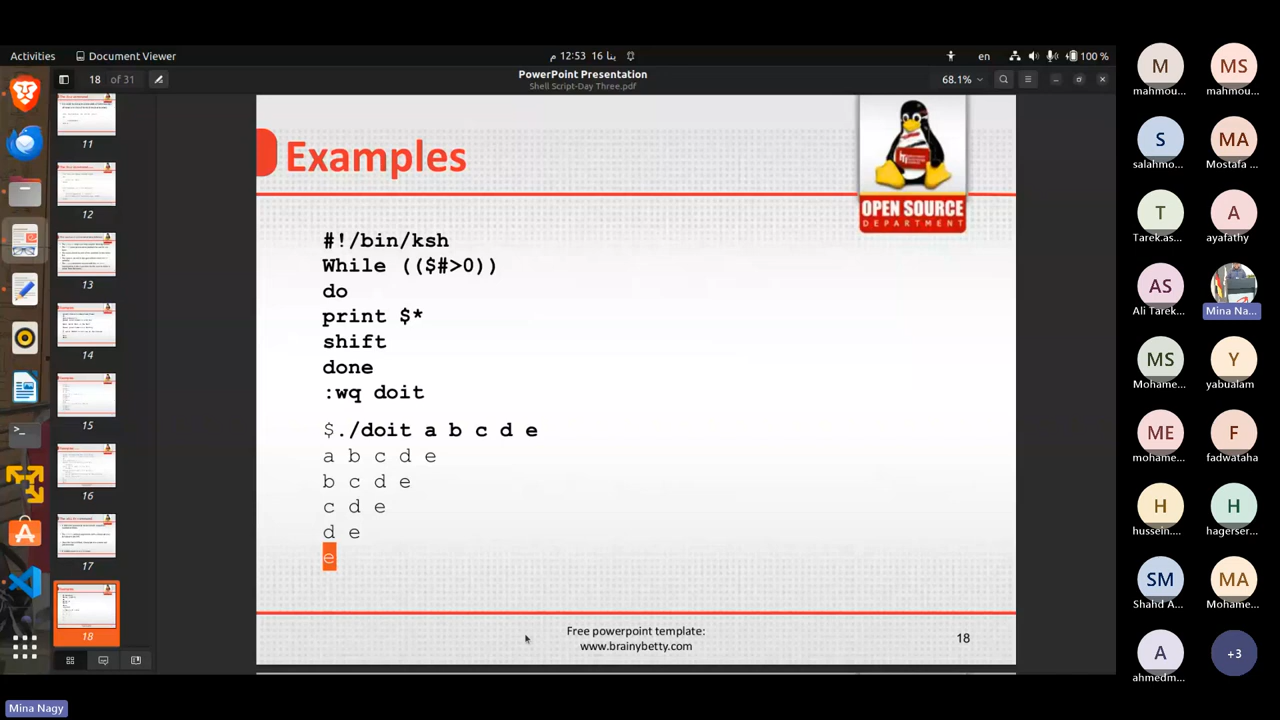 Activities
Document Viewer
م 12:53 16 ينا
en
100 %
18 of 31
PowerPoint Presentation
Shell Script-Day Three.pdf
68.1%
11
12
13
14
15
16
17
18
Examples
OPEN SOURCE
DEPARTMENT
#!/bin/ksh
While (($#>0))
do
print $*
shift
done
:wq doit
$./doit a b c d e
a b c d e
b c d e
c d e
d e
e
Free powerpoint template:
www.brainybetty.com
18
M
mahmou...
MS
mahmou...
S
salahmo...
MA
Mostafa ...
T
Tarek.as...
A
ayafathy
AS
Ali Tarek...
Mina Na...
MS
Mohame...
Y
yabualam
ME
mohame...
F
fadwataha
H
hussein....
H
hagerser...
SM
Shahd A...
MA
Mohame...
A
ahmedm...
+3
Mina Nagy